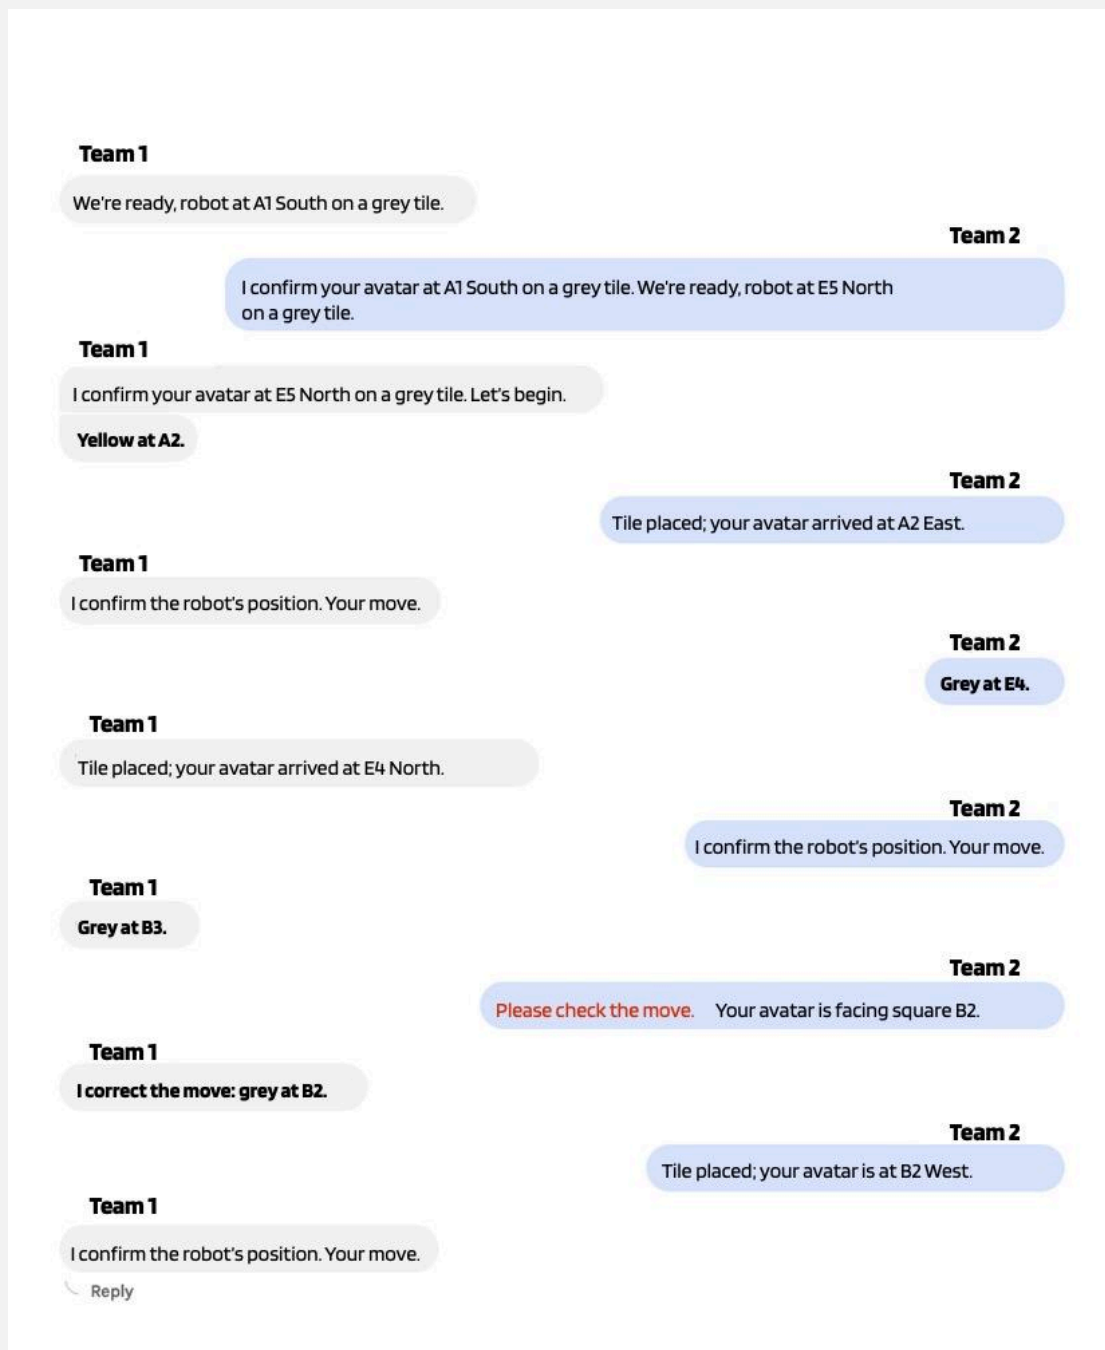 Team 1
We're ready, robot at A1 South on a grey tile.
Team 2
I confirm your avatar at A1 South on a grey tile. We're ready, robot at E5 North
on a grey tile.
Team 1
I confirm your avatar at E5 North on a grey tile. Let's begin.
Yellow at A2.
Team 2
Tile placed; your avatar arrived at A2 East.
Team 1
I confirm the robot's position. Your move.
Team 2
Grey at E4.
Team 1
Tile placed; your avatar arrived at E4 North.
Team 2
I confirm the robot's position. Your move.
Team 1
Grey at B3.
Team 2
Please check the move. Your avatar is facing square B2.
Team 1
I correct the move: grey at B2.
Team 2
Tile placed; your avatar is at B2 West.
Team 1
I confirm the robot's position. Your move.
Reply